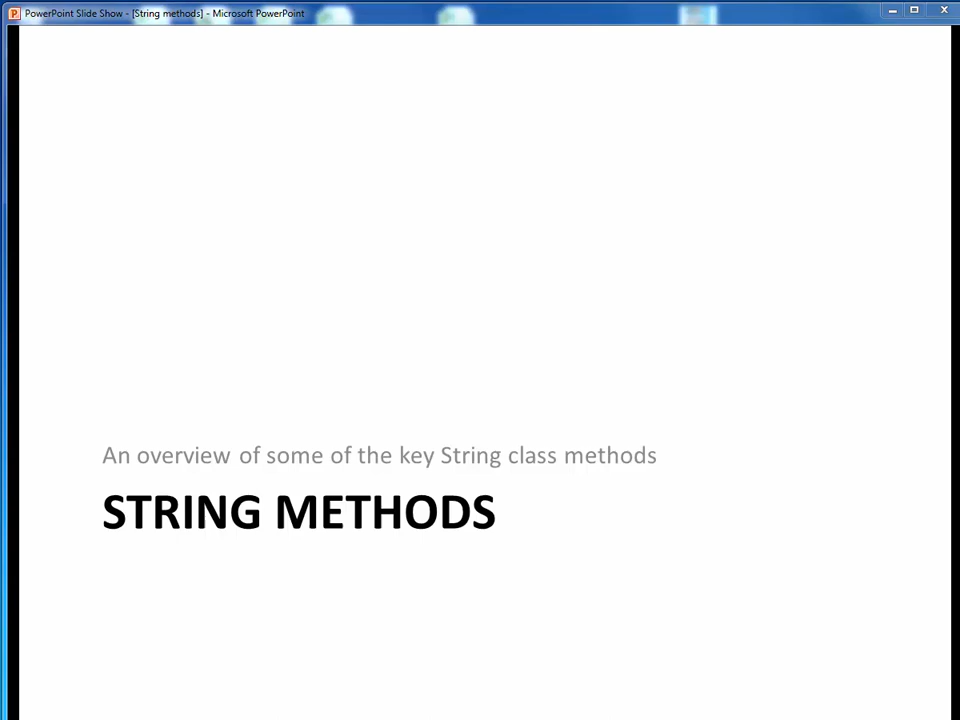 PowerPoint Slide Show - [String methods] - Microsoft PowerPoint
An overview of some of the key String class methods
STRING METHODS